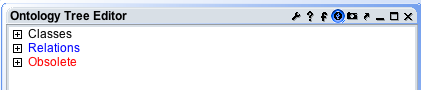 Ontology Tree Editor
Classes
Relations
Obsolete